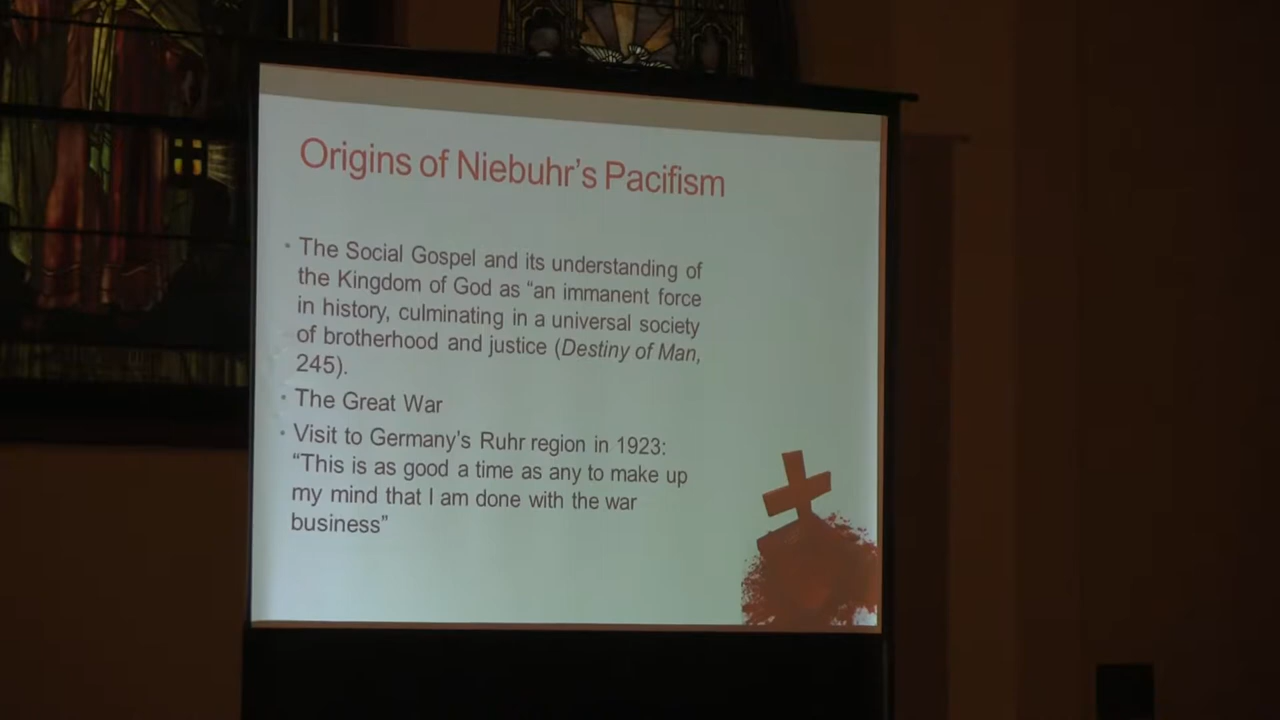 Origins of Niebuhr's Pacifism
• The Social Gospel and its understanding of
the Kingdom of God as “an immanent force
in history, culminating in a universal society
of brotherhood and justice (Destiny of Man,
245).
• The Great War
• Visit to Germany's Ruhr region in 1923:
“This is as good a time as any to make up
my mind that I am done with the war
business”